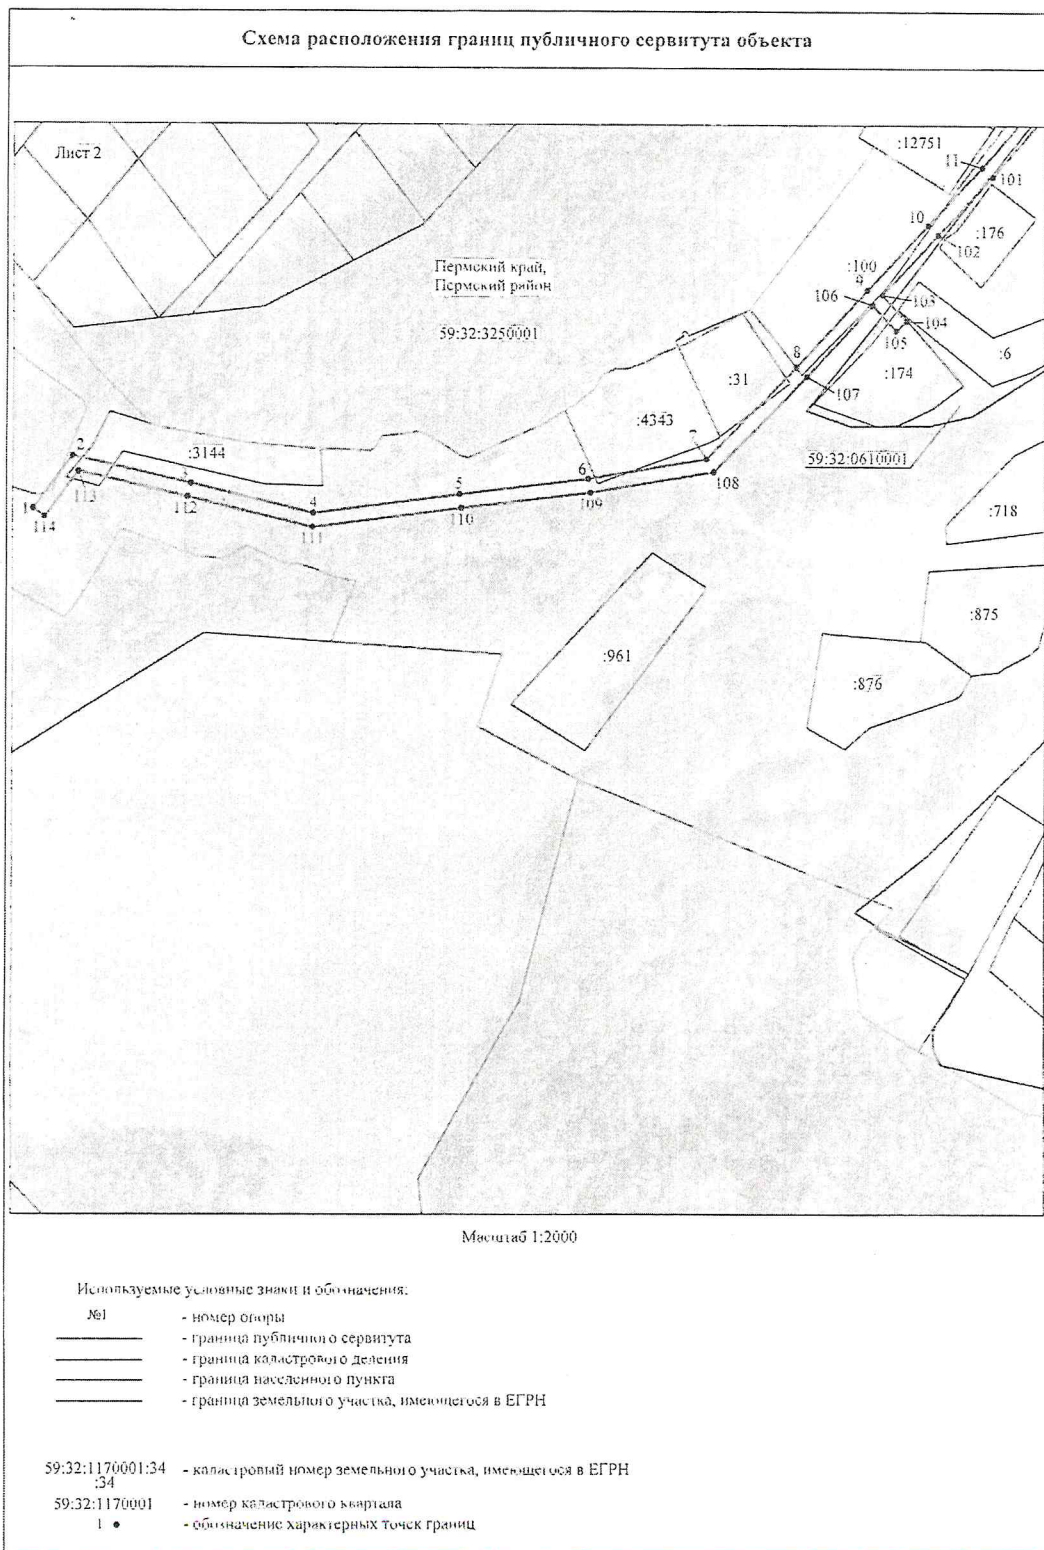 Схема расположения границ публичного сервитута объекта
Лист 2
:12751
11
101
10
:176
102
Пермский край,
Пермский район
:100
9
106
103
104
59:32:3250001
105
:6
8
:31
:174
107
:4343
7
2
:3144
59:32:0610001
3
6
113
108
1
112
4
5
109
114
110
111
:718
:875
:961
:876
Масштаб 1:2000
Используемые условные знаки и обозначения:
№1 - номер опоры
- граница публичного сервитута
- граница кадастрового деления
- граница населенного пункта
- граница земельного участка, имеющегося в ЕГРН
59:32:1170001:34 - кадастровый номер земельного участка, имеющегося в ЕГРН
:34
59:32:1170001 - номер кадастрового квартала
1 - обозначение характерных точек границ